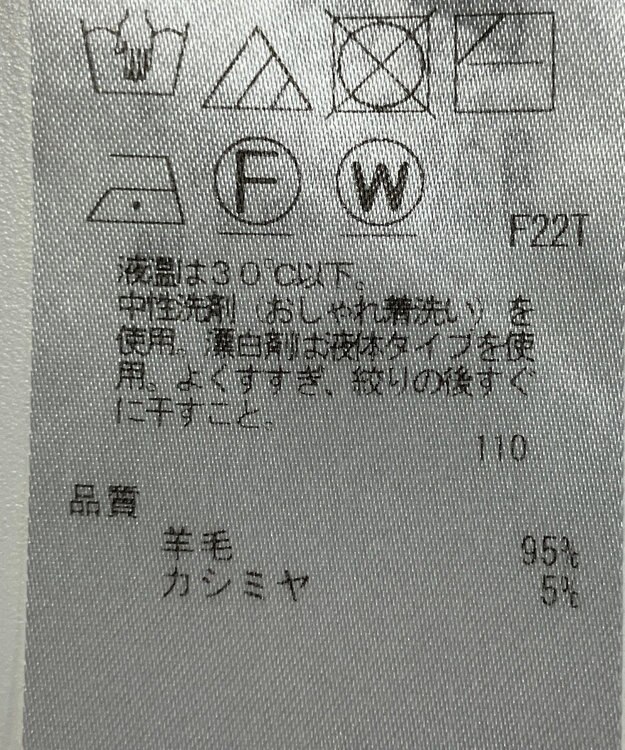 F
W
F22T
液温は30℃以下。
中性洗剤（おしゃれ着洗い）を
使用。漂白剤は液体タイプを使
用。よくすすぎ、絞りの後すぐ
に干すこと。
110
品質
羊毛 95%
カシミヤ 5%